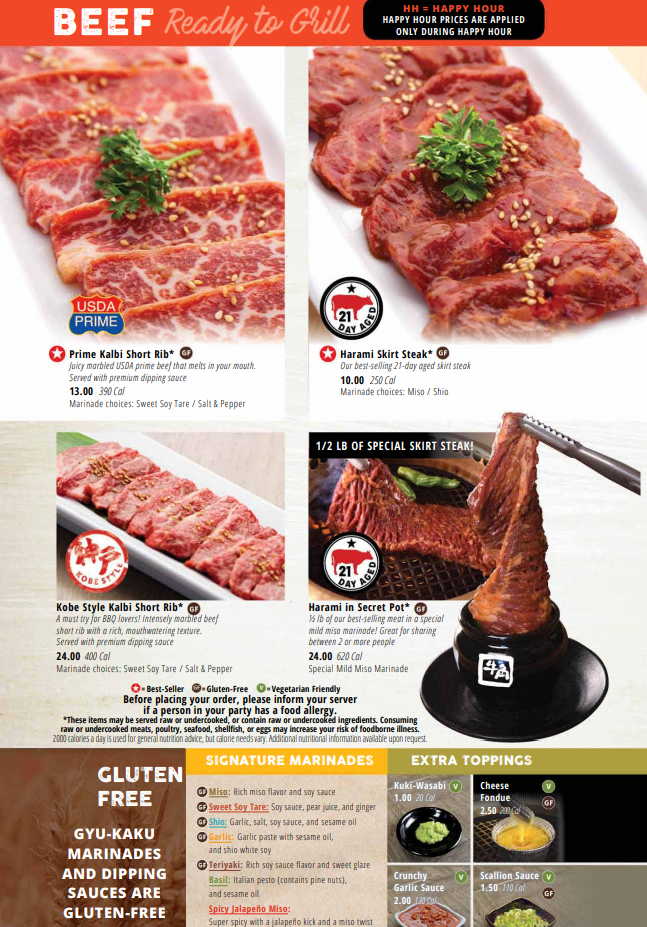 BEEF Ready to Grill
HH = HAPPY HOUR
HAPPY HOUR PRICES ARE APPLIED
ONLY DURING HAPPY HOUR
USDA
PRIME
21
DAY AGED
Prime Kalbi Short Rib* GF
Juicy marbled USDA prime beef that melts in your mouth.
Served with premium dipping sauce
13.00 390 Cal
Marinade choices: Sweet Soy Tare / Salt & Pepper
Harami Skirt Steak* GF
Our best-selling 21-day aged skirt steak
10.00 250 Cal
Marinade choices: Miso / Shio
KOBE STYLE
1/2 LB OF SPECIAL SKIRT STEAK!
21
DAY AGED
Kobe Style Kalbi Short Rib* GF
A must try for BBQ lovers! Intensely marbled beef
short rib with a rich, mouthwatering texture.
Served with premium dipping sauce
24.00 400 Cal
Marinade choices: Sweet Soy Tare / Salt & Pepper
Harami in Secret Pot* GF
½ lb of our best-selling meat in a special
mild miso marinade! Great for sharing
between 2 or more people
24.00 620 Cal
Special Mild Miso Marinade
牛角
= Best-Seller GF = Gluten-Free V = Vegetarian Friendly
Before placing your order, please inform your server
if a person in your party has a food allergy.
*These items may be served raw or undercooked, or contain raw or undercooked ingredients. Consuming
raw or undercooked meats, poultry, seafood, shellfish, or eggs may increase your risk of foodborne illness.
2000 calories a day is used for general nutrition advice, but calorie needs vary. Additional nutritional information available upon request.
GLUTEN
FREE
GYU-KAKU
MARINADES
AND DIPPING
SAUCES ARE
GLUTEN-FREE
SIGNATURE MARINADES
GF Miso: Rich miso flavor and soy sauce
GF Sweet Soy Tare: Soy sauce, pear juice, and ginger
GF Shio: Garlic, salt, soy sauce, and sesame oil
GF Garlic: Garlic paste with sesame oil,
and shio white soy
GF Teriyaki: Rich soy sauce flavor and sweet glaze
Basil: Italian pesto (contains pine nuts),
and sesame oil
Spicy Jalapeño Miso:
Super spicy with a jalapeño kick and a miso twist
EXTRA TOPPINGS
Kuki-Wasabi V
1.00 20 Cal
Cheese V
Fondue GF
2.50 200 Cal
Crunchy V
Garlic Sauce
2.00 130 Cal
Scallion Sauce V
1.50 110 Cal
GF